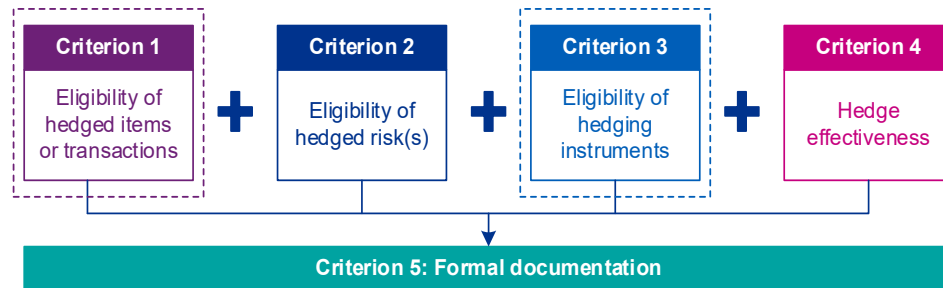 Criterion 1
Eligibility of
hedged items
or transactions
Criterion 2
Eligibility of
hedged risk(s)
Criterion 3
Eligibility of
hedging
instruments
Criterion 4
Hedge
effectiveness
Criterion 5: Formal documentation